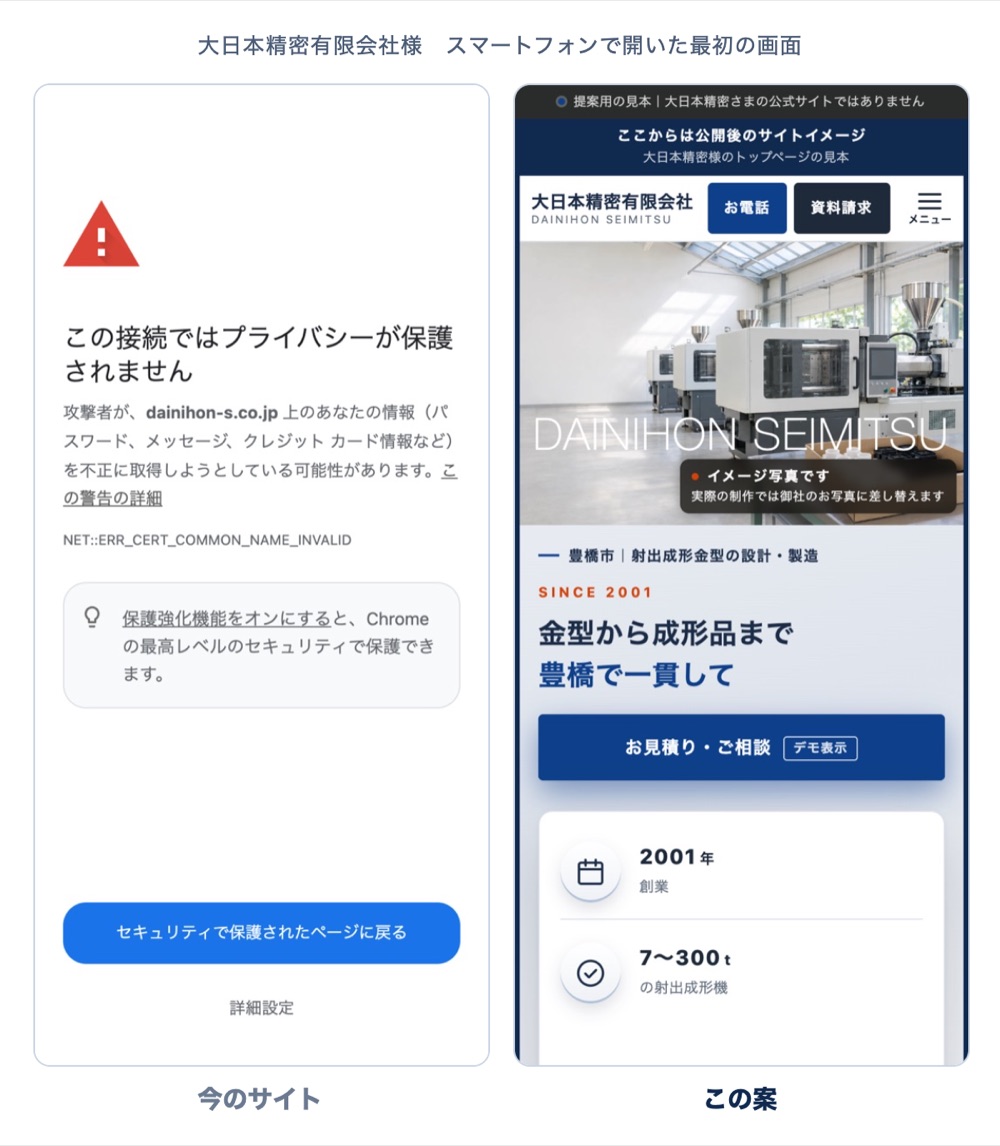 大日本精密有限会社様　スマートフォンで開いた最初の画面
この接続ではプライバシーが保護
されません
攻撃者が、dainihon-s.co.jp 上のあなたの情報（パ
スワード、メッセージ、クレジット カード情報など）
を不正に取得しようとしている可能性があります。こ
の警告の詳細
NET::ERR_CERT_COMMON_NAME_INVALID
保護強化機能をオンにすると、Chrome
の最高レベルのセキュリティで保護でき
ます。
セキュリティで保護されたページに戻る
詳細設定
今のサイト
提案用の見本｜大日本精密さまの公式サイトではありません
ここからは公開後のサイトイメージ
大日本精密様のトップページの見本
大日本精密有限会社
DAINIHON SEIMITSU
お電話
資料請求
メニュー
DAINIHON SEIMITSU
イメージ写真です
実際の制作では御社のお写真に差し替えます
豊橋市｜射出成形金型の設計・製造
SINCE 2001
金型から成形品まで
豊橋で一貫して
お見積り・ご相談 デモ表示
2001年
創業
7〜300t
の射出成形機
この案